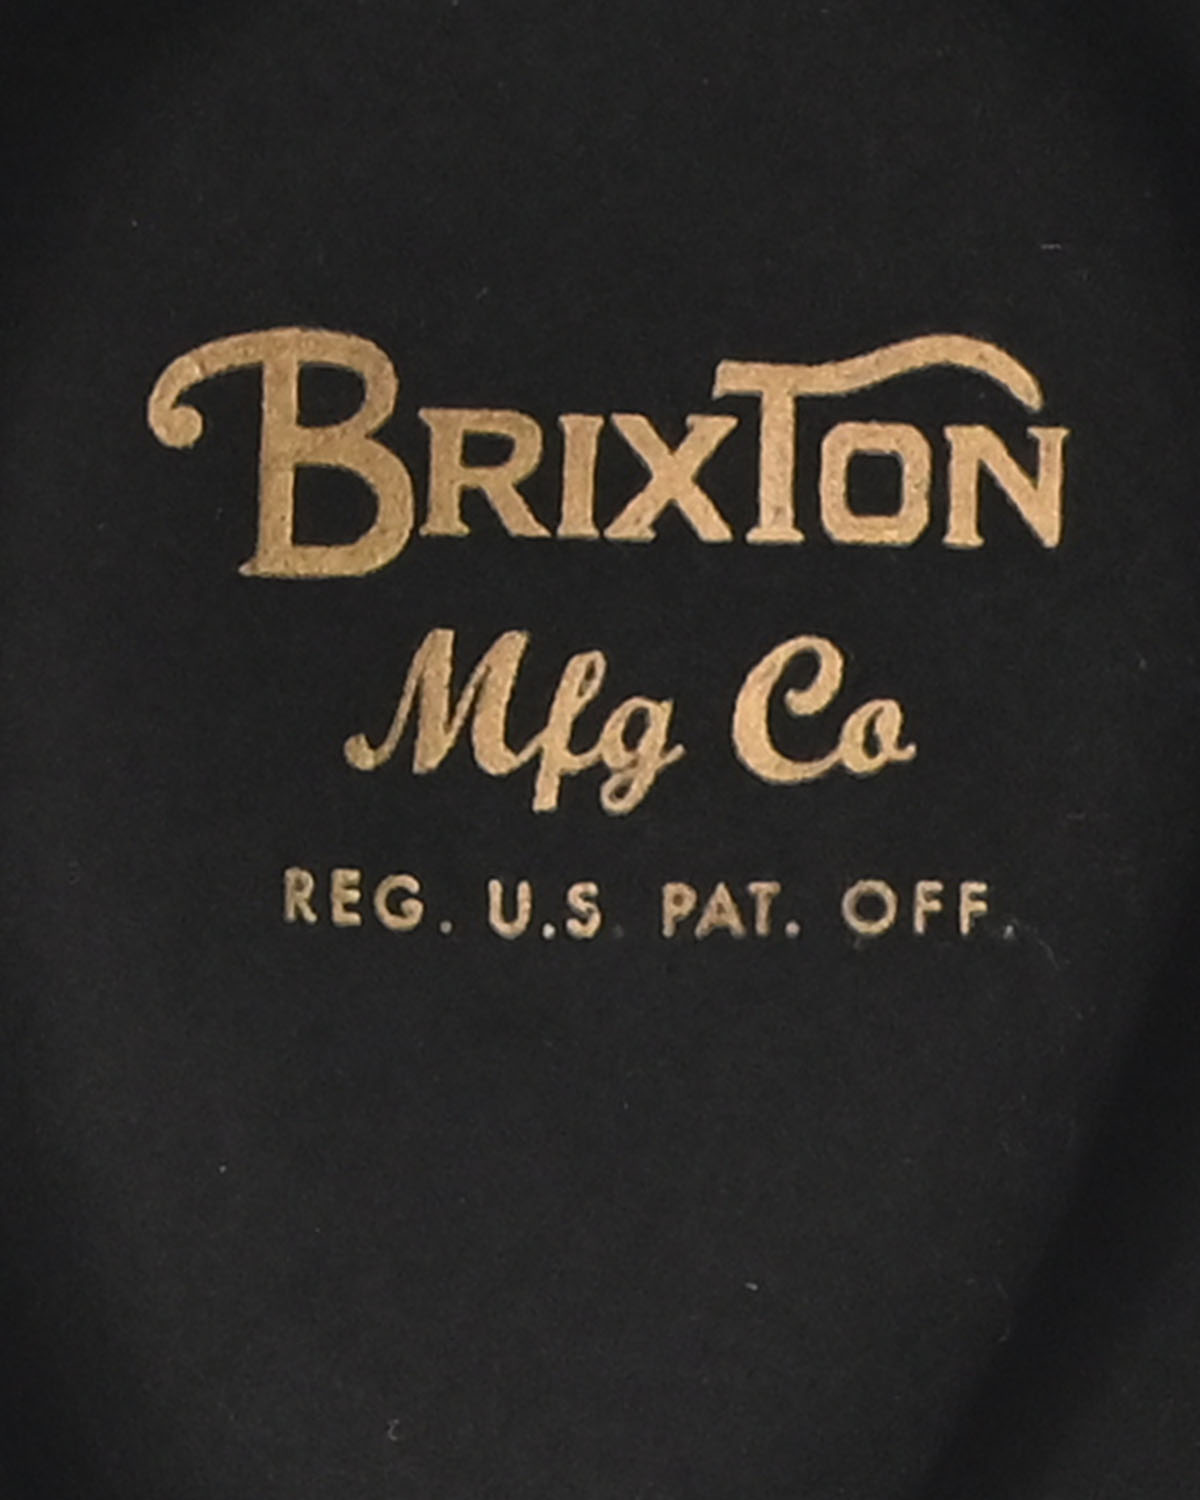 BRIXTON
Mfg Co
REG. U.S. PAT. OFF.